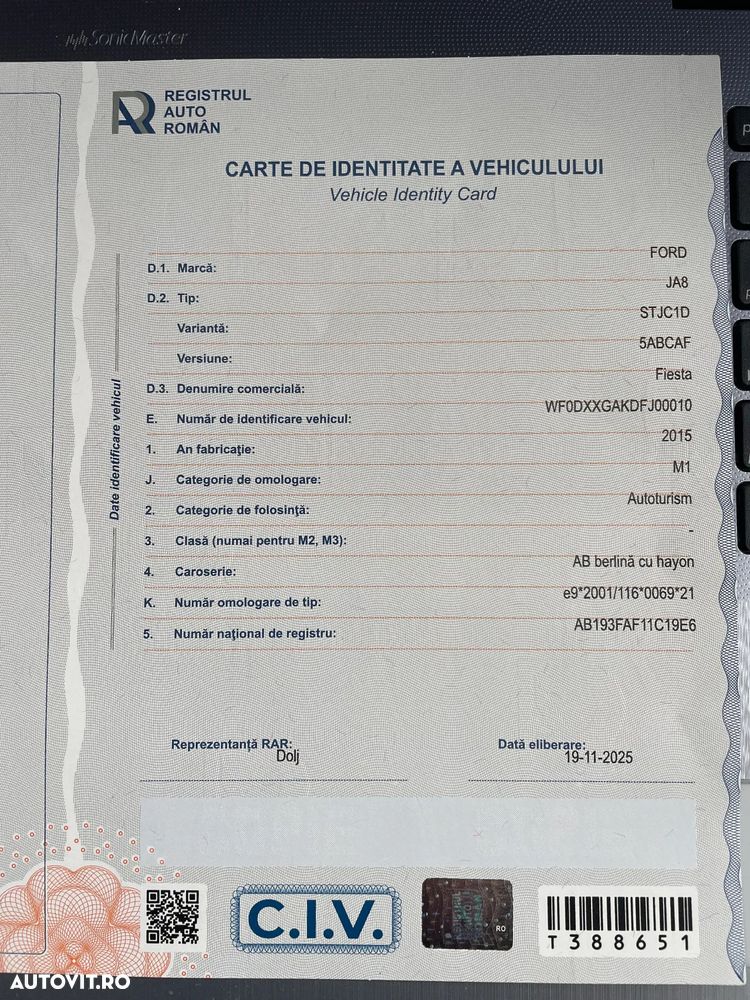 SonicMaster
REGISTRUL
AUTO
ROMÂN
CARTE DE IDENTITATE A VEHICULULUI
Vehicle Identity Card
Date identificare vehicul
D.1. Marcă: FORD
D.2. Tip: JA8
Variantă: STJC1D
Versiune: 5ABCAF
D.3. Denumire comercială: Fiesta
E. Număr de identificare vehicul: WF0DXXGAKDFJ00010
1. An fabricaţie: 2015
J. Categorie de omologare: M1
2. Categorie de folosinţă: Autoturism
3. Clasă (numai pentru M2, M3): -
4. Caroserie: AB berlină cu hayon
K. Număr omologare de tip: e9*2001/116*0069*21
5. Număr naţional de registru: AB193FAF11C19E6
Reprezentanţă RAR: Dolj
Dată eliberare: 19-11-2025
C.I.V.
RO
T388651
AUTOVIT.RO